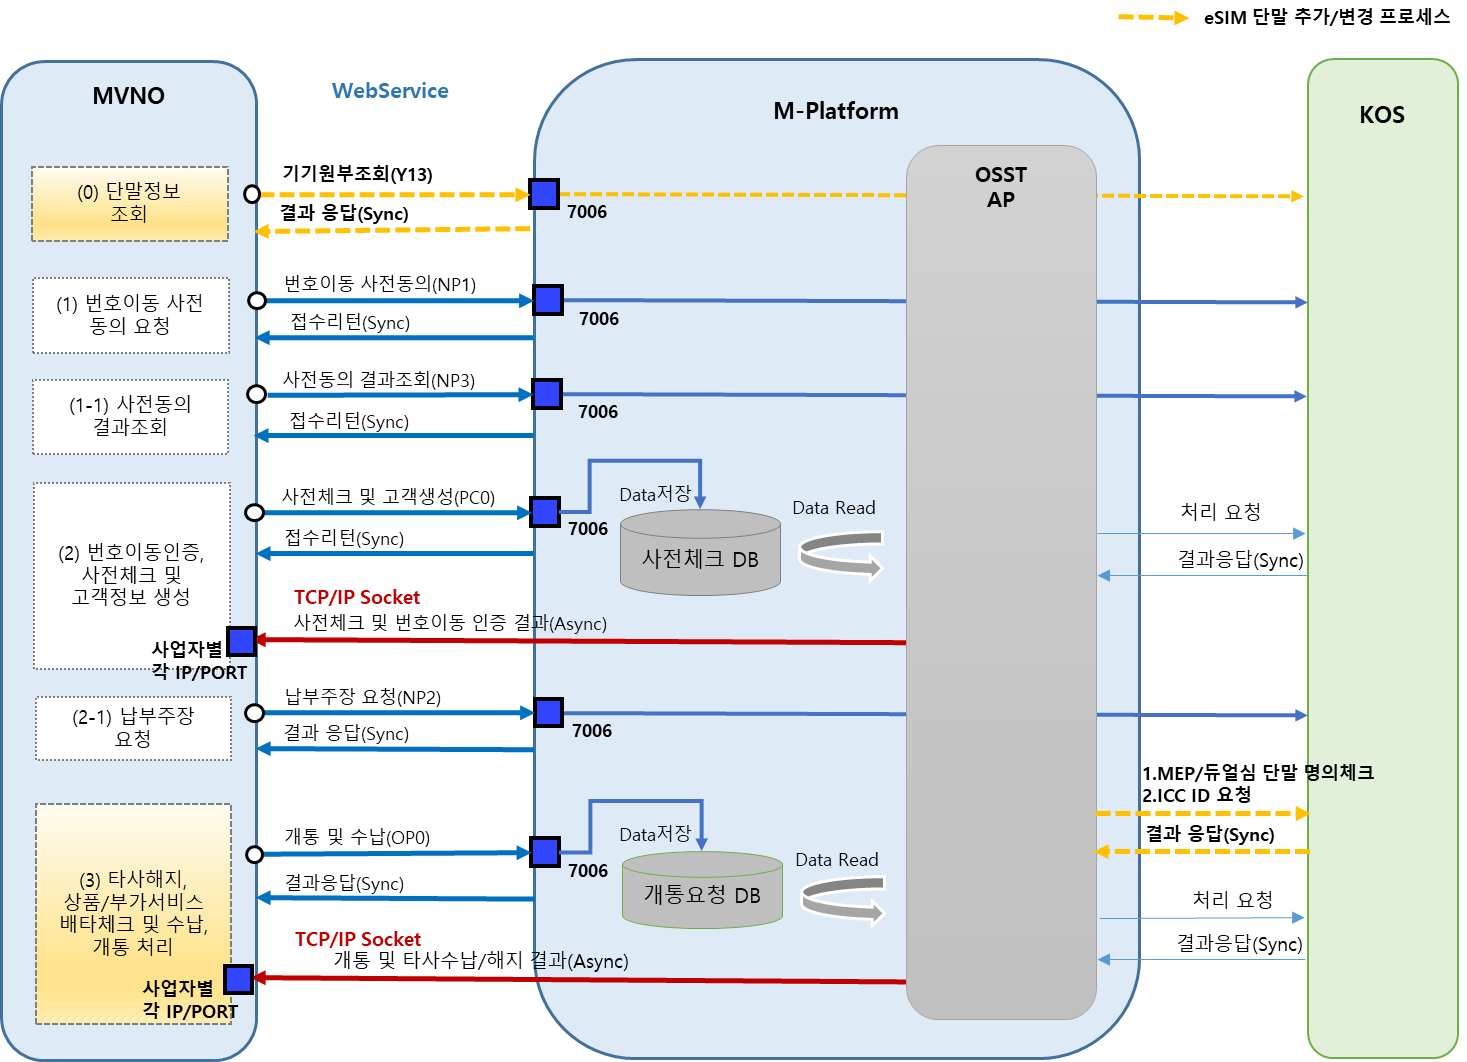 eSIM 단말 추가/변경 프로세스
MVNO
WebService
M-Platform
KOS
OSST
AP
(0) 단말정보
조회
기기원부조회(Y13)
7006
결과 응답(Sync)
(1) 번호이동 사전
동의 요청
번호이동 사전동의(NP1)
7006
접수리턴(Sync)
(1-1) 사전동의
결과조회
사전동의 결과조회(NP3)
7006
접수리턴(Sync)
(2) 번호이동인증,
사전체크 및
고객정보 생성
사전체크 및 고객생성(PC0)
7006
접수리턴(Sync)
Data저장
사전체크 DB
Data Read
처리 요청
결과응답(Sync)
TCP/IP Socket
사전체크 및 번호이동 인증 결과(Async)
사업자별
각 IP/PORT
(2-1) 납부주장
요청
납부주장 요청(NP2)
7006
결과 응답(Sync)
1.MEP/듀얼심 단말 명의체크
2.ICC ID 요청
결과 응답(Sync)
(3) 타사해지,
상품/부가서비스
배타체크 및 수납,
개통 처리
개통 및 수납(OP0)
7006
결과응답(Sync)
Data저장
개통요청 DB
Data Read
처리 요청
결과응답(Sync)
TCP/IP Socket
개통 및 타사수납/해지 결과(Async)
사업자별
각 IP/PORT